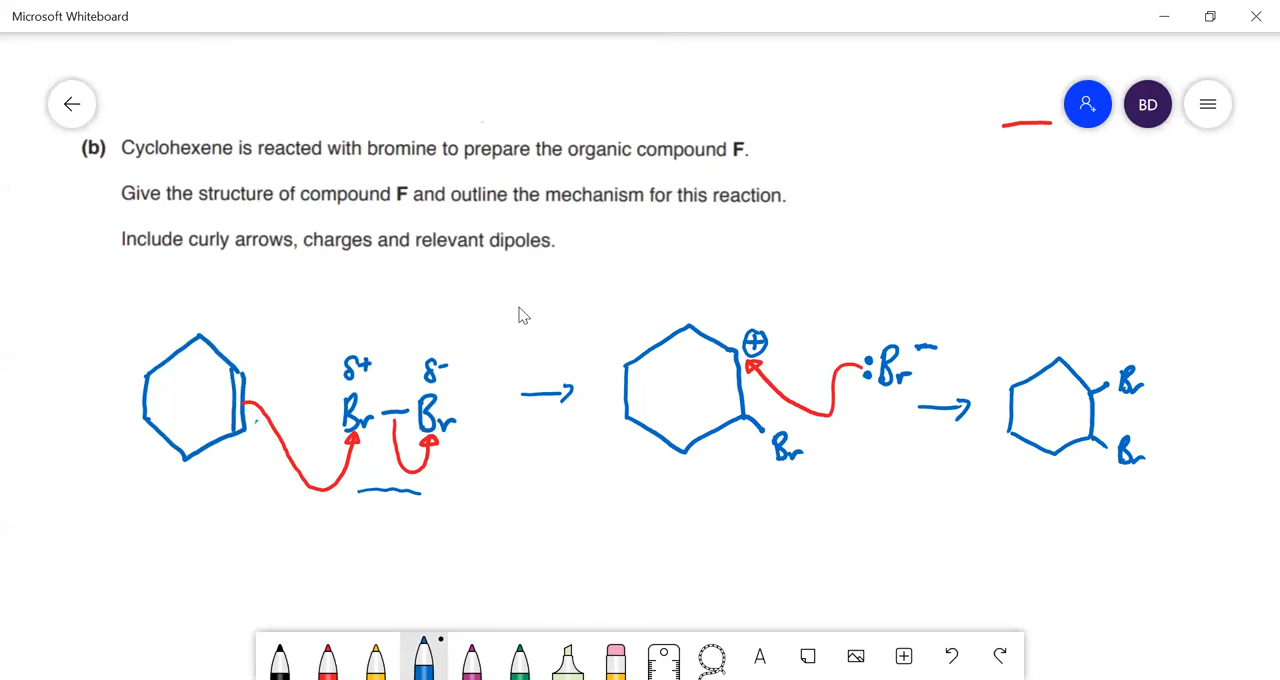 Microsoft Whiteboard
BD
(b) Cyclohexene is reacted with bromine to prepare the organic compound F.
Give the structure of compound F and outline the mechanism for this reaction.
Include curly arrows, charges and relevant dipoles.
δ+ δ-
Br – Br
+
:Br –
Br
Br
Br
A